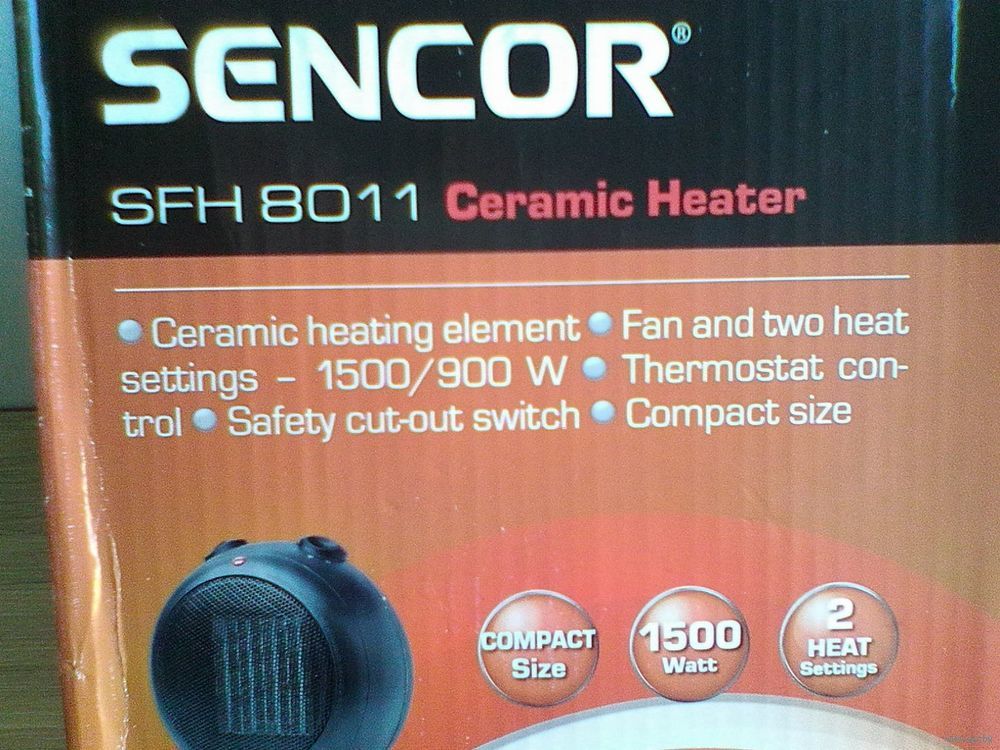 SENCOR®
SFH 8011 Ceramic Heater
• Ceramic heating element • Fan and two heat
settings – 1500/900 W • Thermostat con-
trol • Safety cut-out switch • Compact size
COMPACT
Size
1500
Watt
2
HEAT
Settings